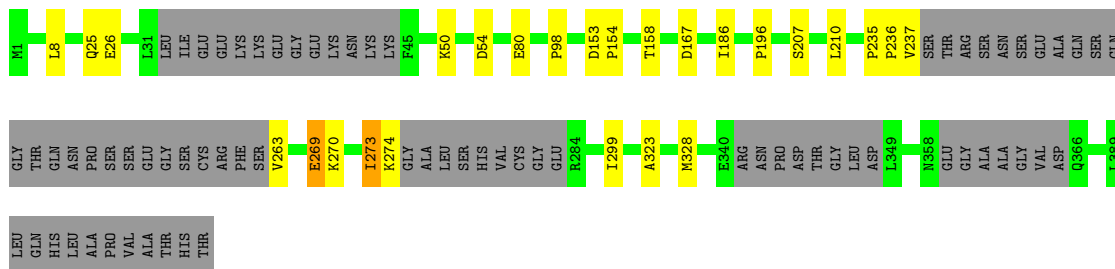 M1 L8 Q25 E26 L31 LEU ILE GLU GLU LYS LYS GLU GLY GLU LYS ASN LYS LYS F45 K50 D54 E80 P98 D153 P154 T158 D167 I186 P196 S207 L210 P235 P236 V237 SER THR ARG SER ASN SER GLU ALA GLN SER GLN
GLY THR GLN ASN PRO SER SER GLU GLY SER CYS ARG PHE SER V263 E269 K270 I273 K274 GLY ALA LEU SER HIS VAL CYS GLY GLU R284 I299 A323 M328 E340 ARG ASN PRO ASP THR GLY LEU ASP L349 N358 GLU GLY ALA ALA GLY VAL ASP Q366 L389
LEU GLN HIS LEU ALA PRO VAL ALA THR HIS THR